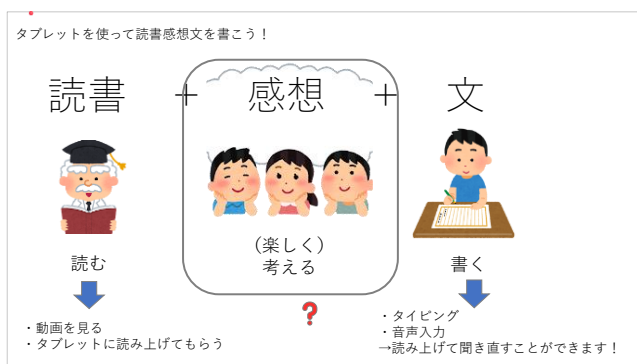 タブレットを使って読書感想文を書こう！
読書 + 感想 + 文
読む
(楽しく)
考える
書く
・動画を見る
・タブレットに読み上げてもらう
?
・タイピング
・音声入力
→読み上げて聞き直すことができます！